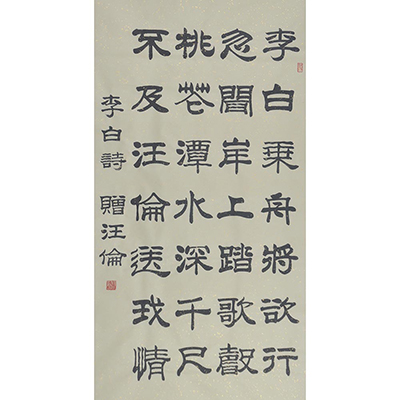 李白乗舟將欲行
忽聞岸上踏歌聲
桃花潭水深千尺
不及汪倫送我情
李白詩 贈汪倫